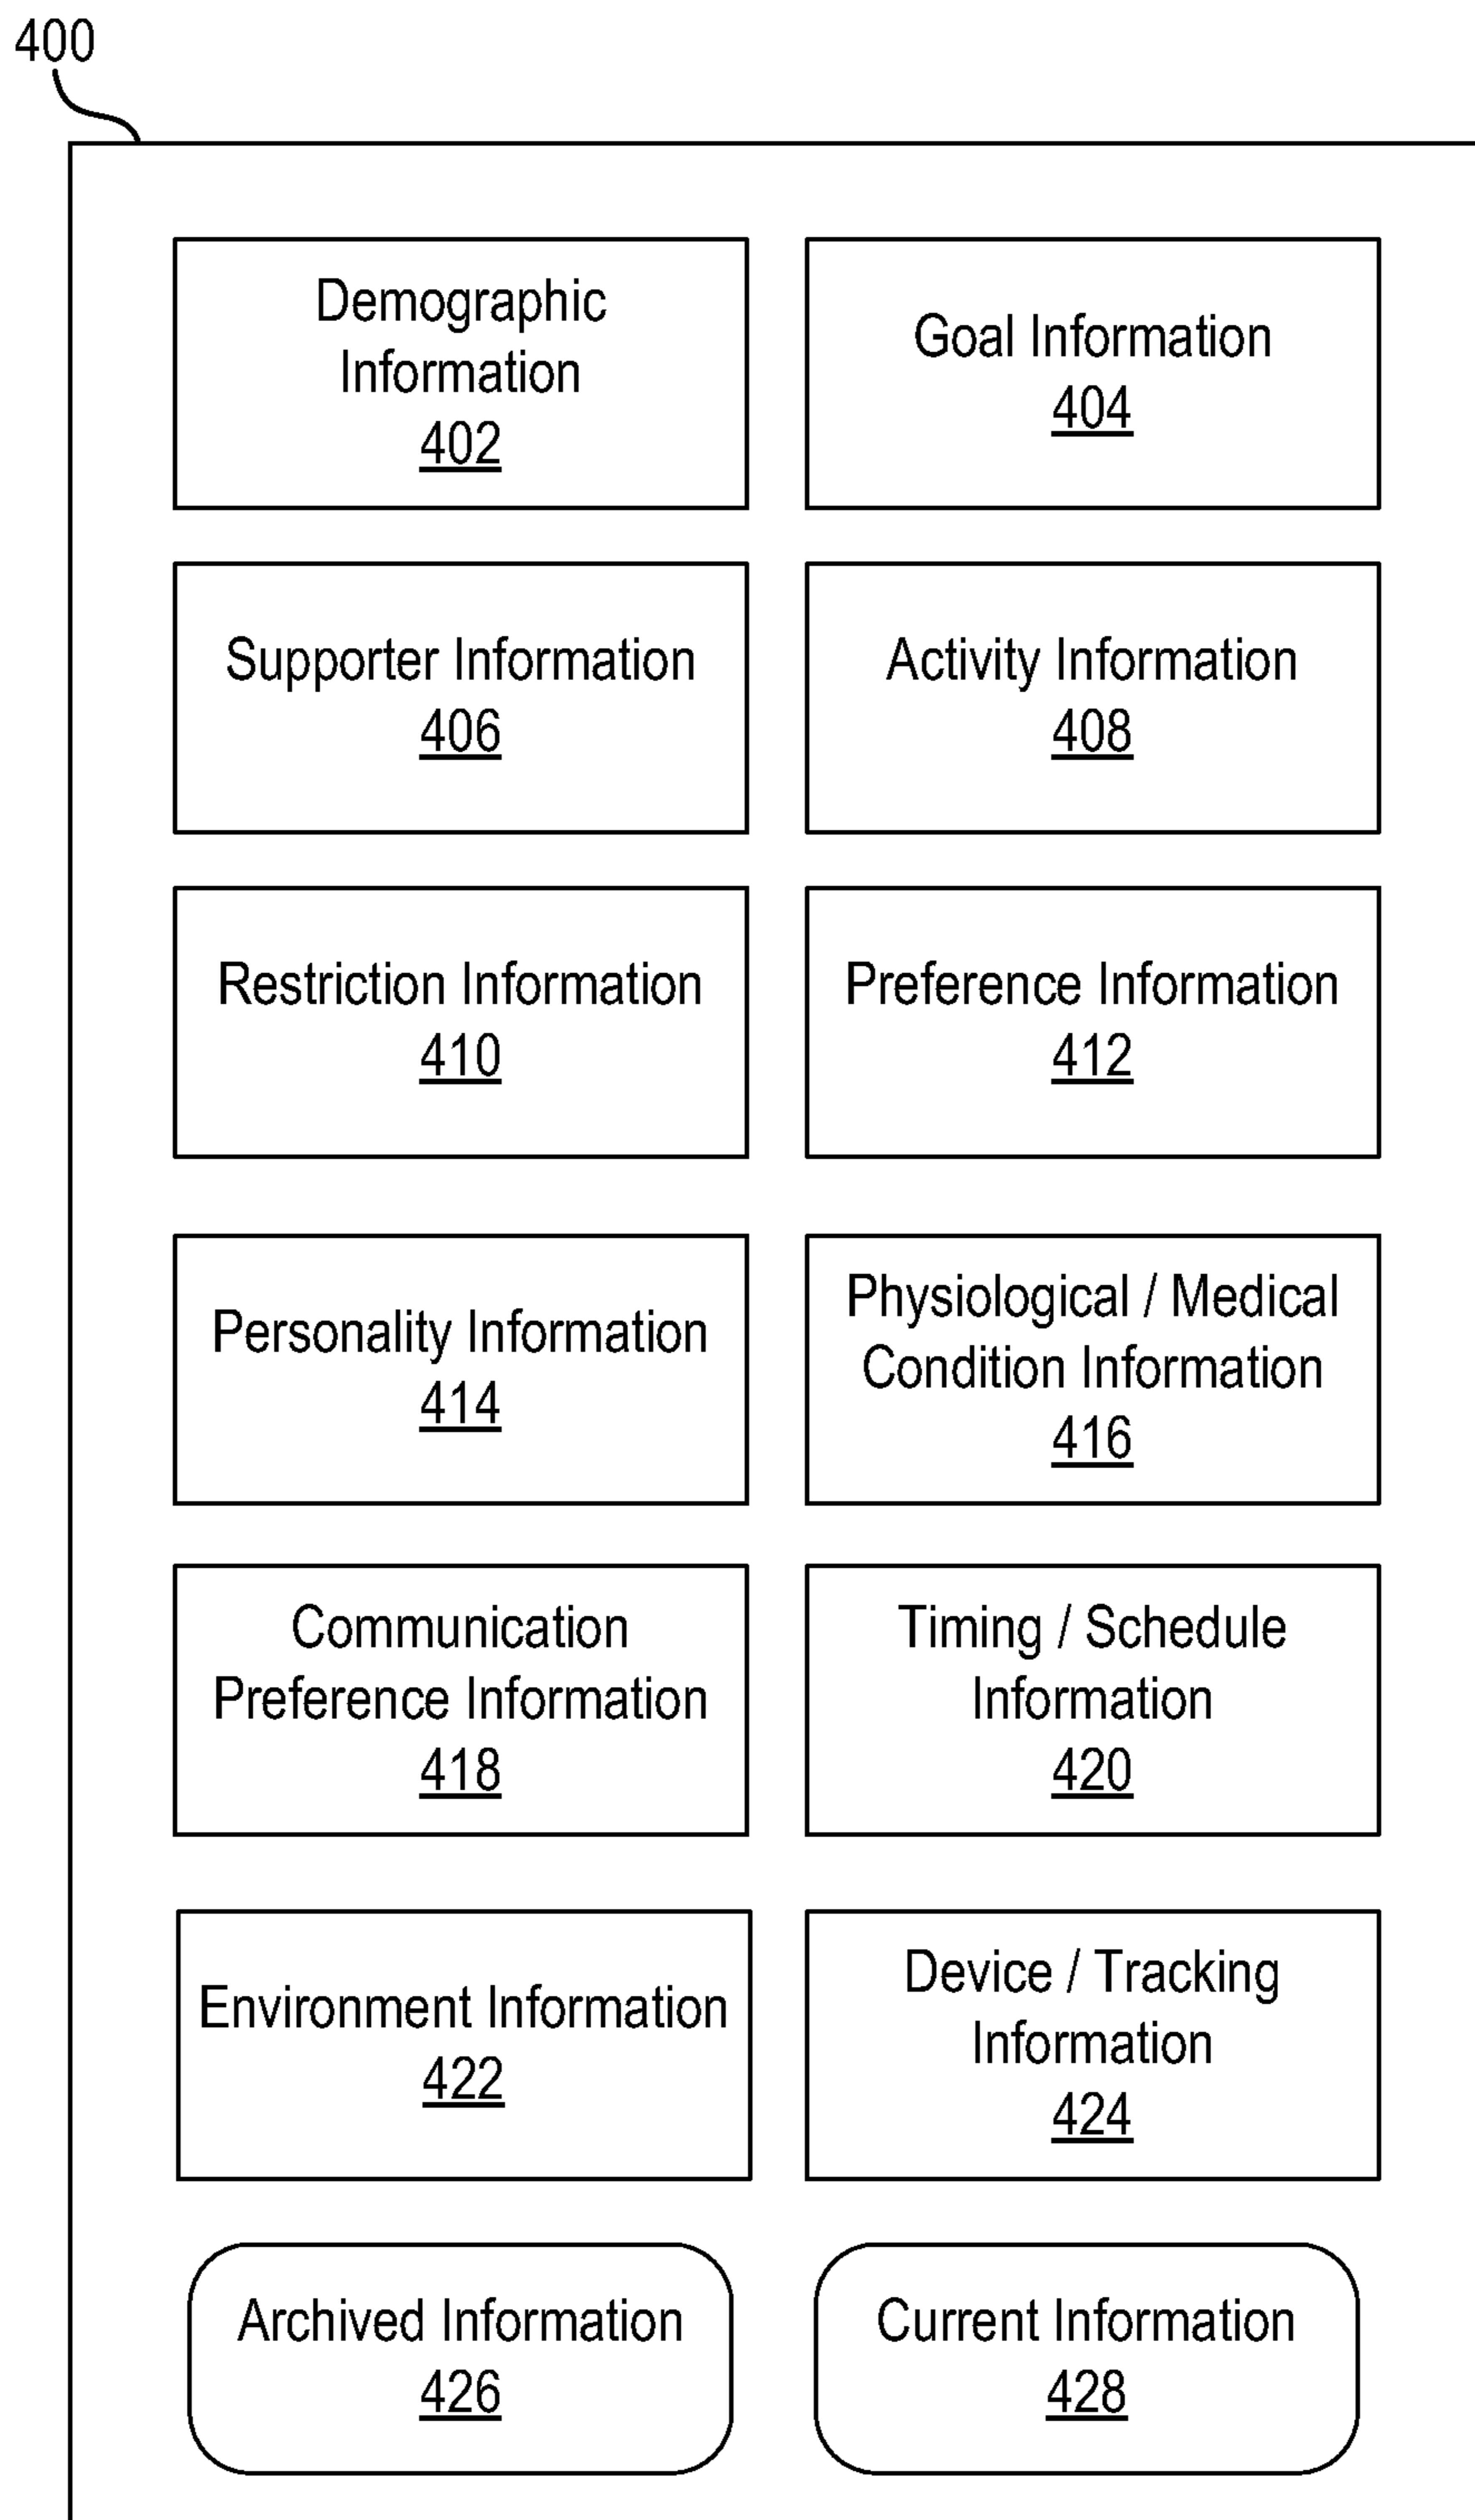 400
Demographic
Information
402
Goal Information
404
Supporter Information
406
Activity Information
408
Restriction Information
410
Preference Information
412
Personality Information
414
Physiological / Medical
Condition Information
416
Communication
Preference Information
418
Timing / Schedule
Information
420
Environment Information
422
Device / Tracking
Information
424
Archived Information
426
Current Information
428